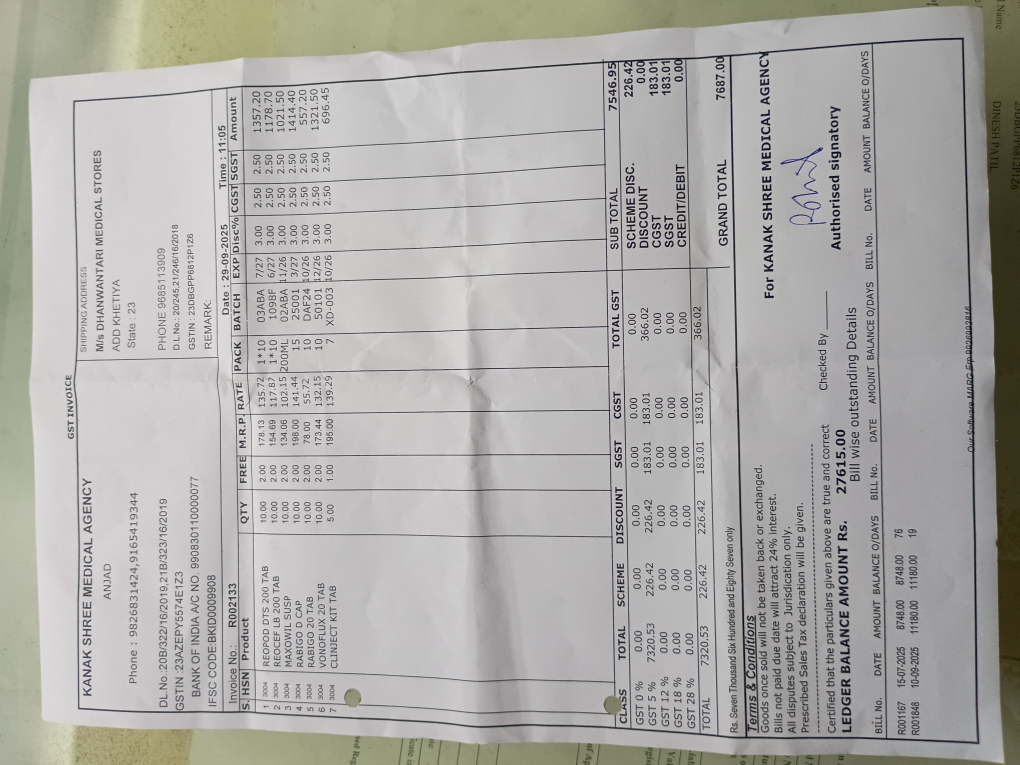 GST INVOICE
KANAK SHREE MEDICAL AGENCY
ANJAD
Phone : 9826831424,9165419344
DL.No.:20B/322/16/2019,21B/323/16/2019
GSTIN :23AZEPY5574E1Z3
BANK OF INDIA A/C NO. 990830110000077
IFSC CODE:BKID0009908
SHIPPING ADDRESS
M/s DHANWANTARI MEDICAL STORES
ADD KHETIYA
State : 23
PHONE 9685113909
D.L.No.: 20/245,21/246/16/2018
GSTIN : 23DBGPP6812P1Z6
REMARK:
Invoice No.: R002133 Date : 29-09-2025 Time : 11:05
S. HSN Product QTY FREE M.R.P. RATE PACK BATCH EXP Disc% CGST SGST Amount
1 3004 REOPOD DTS 200 TAB 10.00 2.00 178.13 135.72 1*10 03ABA 7/27 3.00 2.50 2.50 1357.20
2 3004 REOCEF LB 200 TAB 10.00 2.00 154.69 117.87 1*10 1098F 6/27 3.00 2.50 2.50 1178.70
3 3004 MAXOWIL SUSP 10.00 2.00 134.06 102.15 200ML 02ABA 11/26 3.00 2.50 2.50 1021.50
4 3004 RABIGO D CAP 10.00 2.00 198.00 141.44 15 25001 3/27 3.00 2.50 2.50 1414.40
5 3004 RABIGO 20 TAB 10.00 2.00 78.00 55.72 10 DAF24 10/26 3.00 2.50 2.50 557.20
6 3004 VONOFLUX 20 TAB 10.00 2.00 173.44 132.15 10 50101 12/26 3.00 2.50 2.50 1321.50
7 3004 CLINJECT KIT TAB 5.00 1.00 195.00 139.29 7 XD-003 10/26 3.00 2.50 2.50 696.45
CLASS TOTAL SCHEME DISCOUNT SGST CGST TOTAL GST
GST 0 % 0.00 0.00 0.00 0.00 0.00 0.00
GST 5 % 7320.53 226.42 226.42 183.01 183.01 366.02
GST 12 % 0.00 0.00 0.00 0.00 0.00 0.00
GST 18 % 0.00 0.00 0.00 0.00 0.00 0.00
GST 28 % 0.00 0.00 0.00 0.00 0.00 0.00
TOTAL 7320.53 226.42 226.42 183.01 183.01 366.02
SUB TOTAL 7546.95
SCHEME DISC. 226.42
DISCOUNT 0.00
CGST 183.01
SGST 183.01
CREDIT/DEBIT 0.00
GRAND TOTAL 7687.00
Rs. Seven Thousand Six Hundred and Eighty Seven only
Terms & Conditions
Goods once sold will not be taken back or exchanged.
Bills not paid due date will attract 24% interest.
All disputes subject to Jurisdication only.
Prescribed Sales Tax declaration will be given.
For KANAK SHREE MEDICAL AGENCY
Certified that the particulars given above are true and correct Checked By
Authorised signatory
LEDGER BALANCE AMOUNT Rs. 27615.00
Bill wise outstanding Details
BILL No. DATE AMOUNT BALANCE O/DAYS BILL No. DATE AMOUNT BALANCE O/DAYS BILL No. DATE AMOUNT BALANCE O/DAYS
R001167 15-07-2025 8748.00 8748.00 76
R001848 10-09-2025 11180.00 11180.00 19
Our Software MARG Erp 9926992816
DINESH PATIL